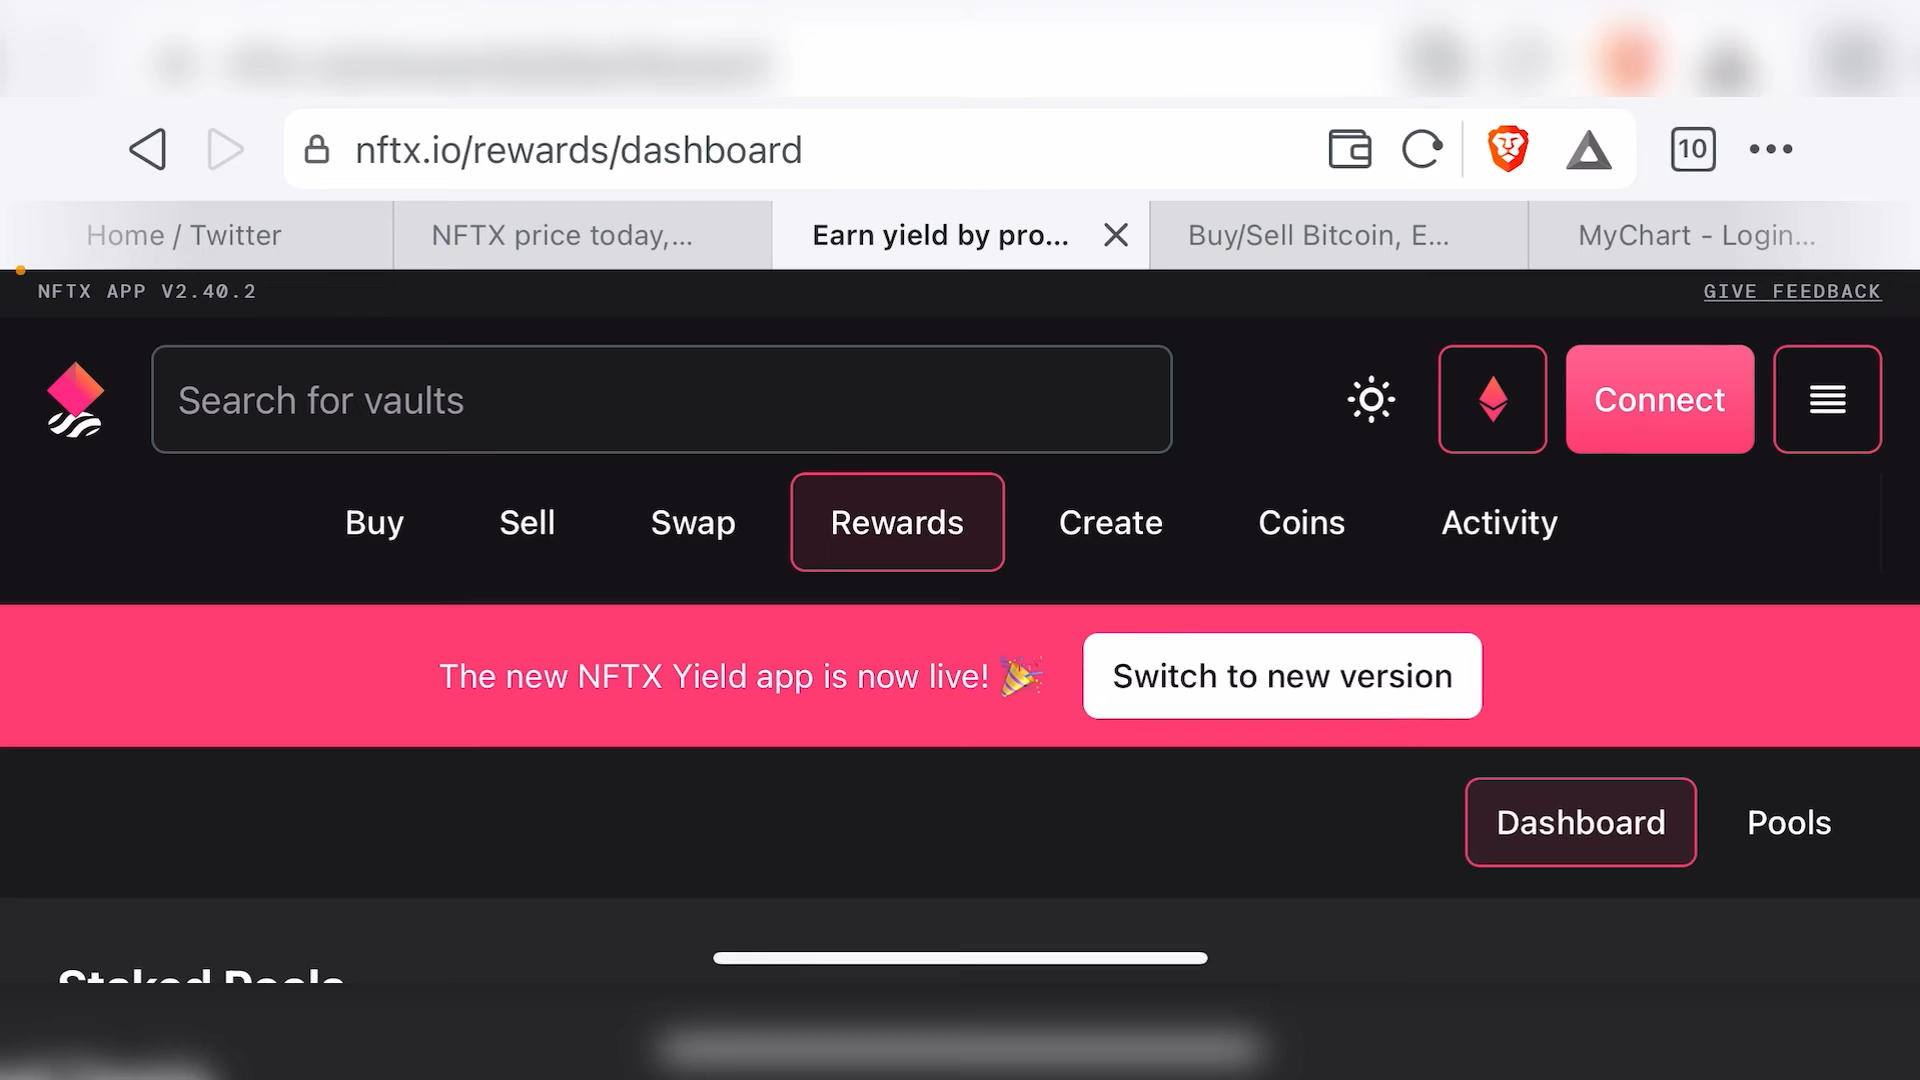 nftx.io/rewards/dashboard
10
Home / Twitter
NFTX price today,...
Earn yield by pro...
Buy/Sell Bitcoin, E...
MyChart - Login...
NFTX APP V2.40.2
GIVE FEEDBACK
Search for vaults
Connect
Buy
Sell
Swap
Rewards
Create
Coins
Activity
The new NFTX Yield app is now live! 🎉
Switch to new version
Dashboard
Pools
Staked Pools